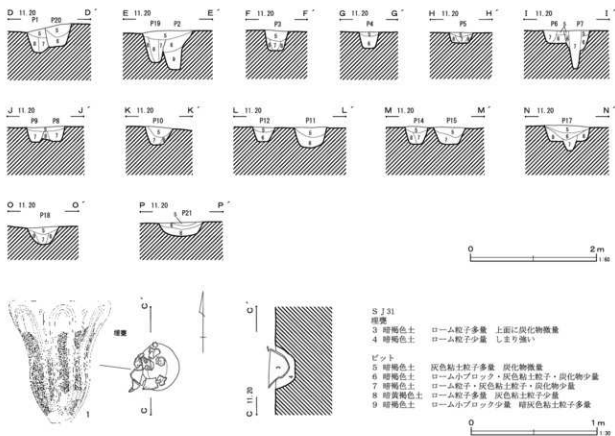 D 11.20 D´
P1 P20
E 11.20 E´
P19 P2
F 11.20 F´
P3
G 11.20 G´
P4
H 11.20 H´
P5
I 11.20 I´
P6 P7
J 11.20 J´
P9 P8
K 11.20 K´
P10
L 11.20 L´
P12 P11
M 11.20 M´
P14 P15
N 11.20 N´
P17
O 11.20 O´
P18
P 11.20 P´
P21
0 2m
1:60
埋甕
C C´
C 11.20 C´
3
1
SJ31
埋甕
3 暗褐色土 ローム粒子多量 上面に炭化物微量
4 暗褐色土 ローム粒子少量 しまり強い
ピット
5 暗褐色土 灰色粘土粒子多量 炭化物微量
6 暗褐色土 ローム小ブロック・灰色粘土粒子・炭化物少量
7 暗褐色土 ローム粒子・灰色粘土粒子・炭化物少量
8 暗黄褐色土 ローム粒子多量 灰色粘土粒子少量
9 暗褐色土 ローム小ブロック少量 暗灰色粘土粒子多量
0 1m
1:30